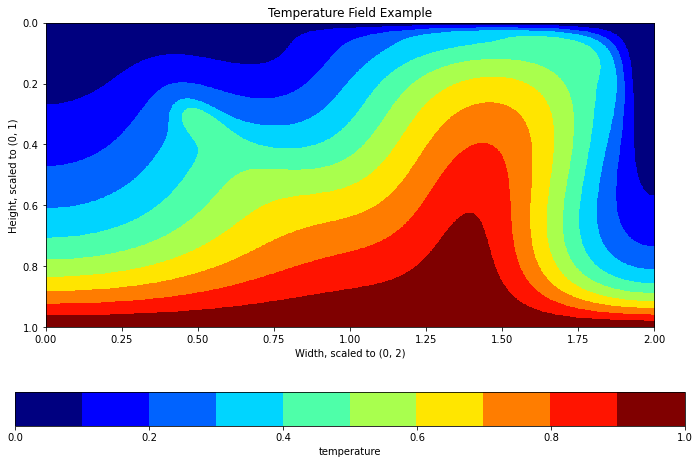 Temperature Field Example
Height, scaled to (0, 1)
0.0
0.2
0.4
0.6
0.8
1.0
0.00 0.25 0.50 0.75 1.00 1.25 1.50 1.75 2.00
Width, scaled to (0, 2)
0.0 0.2 0.4 0.6 0.8 1.0
temperature